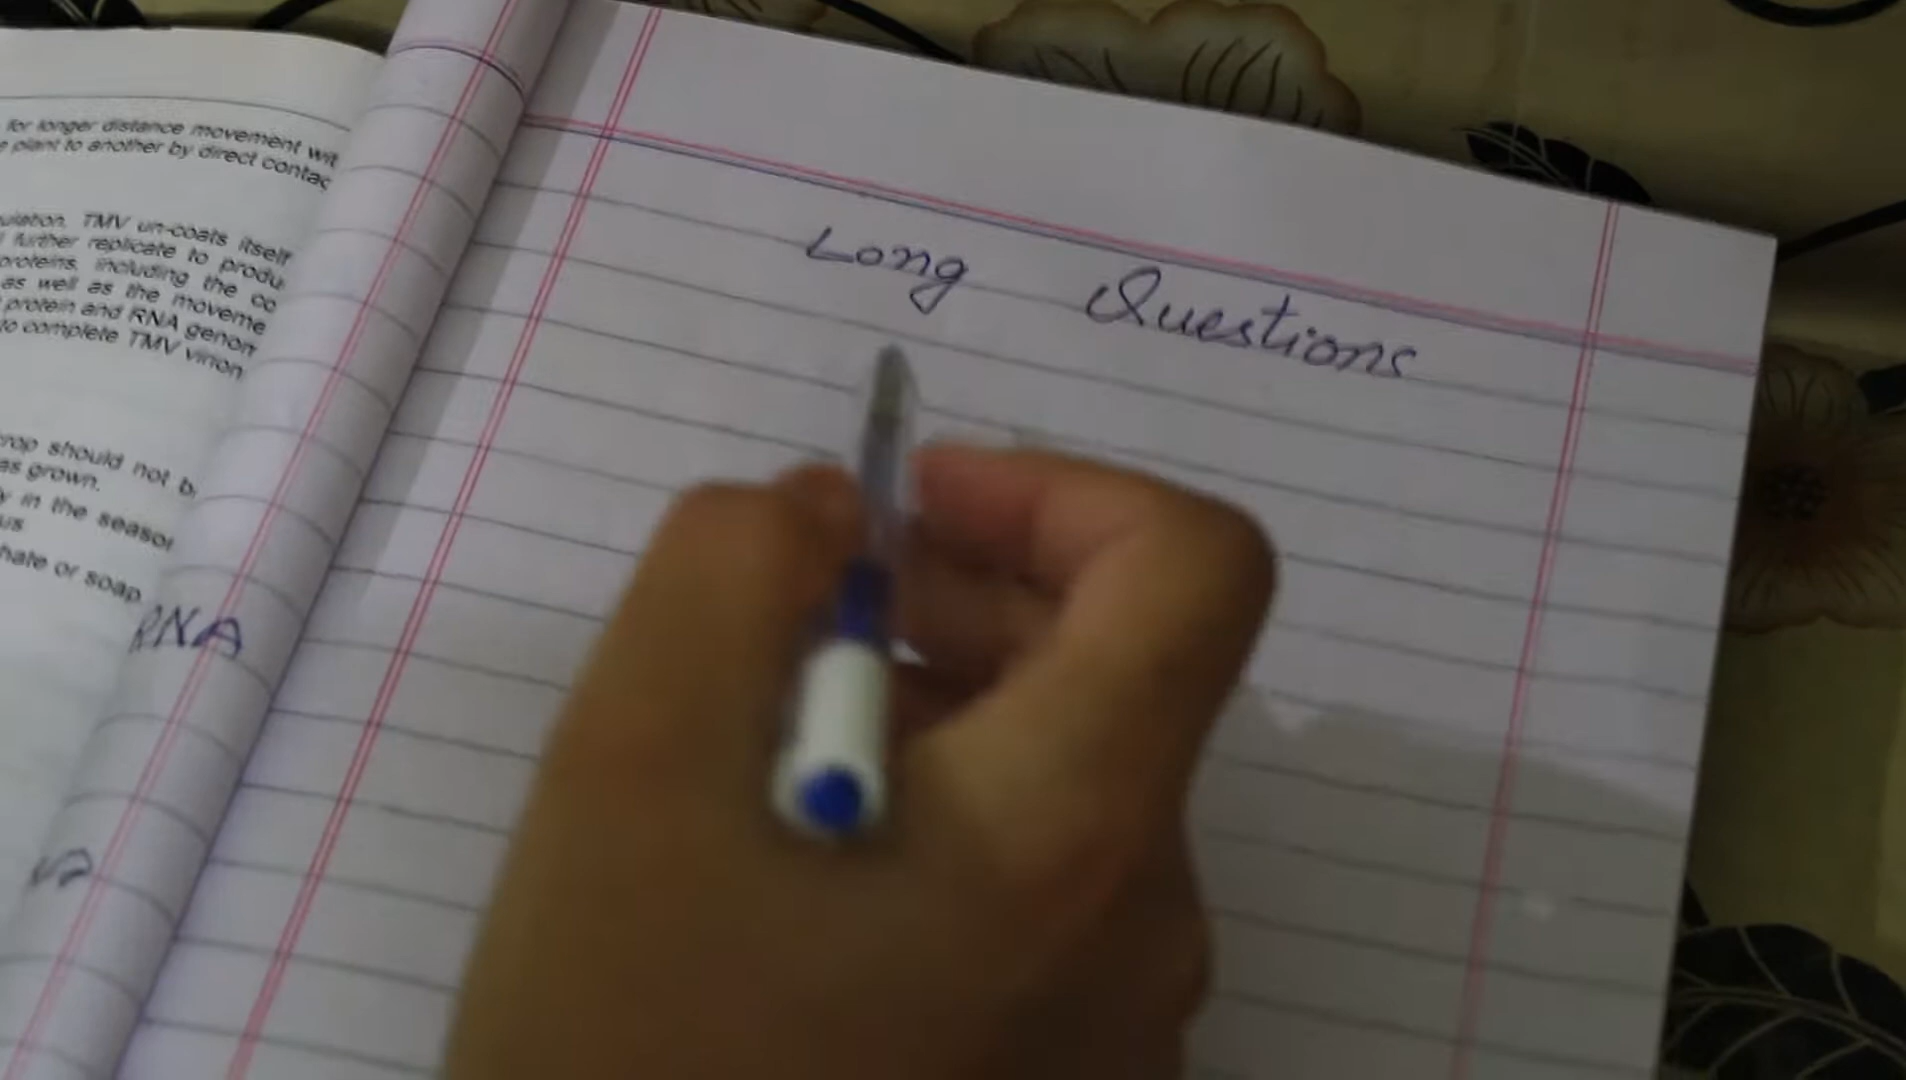 for longer distance movement wit
plant to another by direct contac
TMV un-coats itself
further replicate to produ
proteins, including the co
as well as the moveme
protein and RNA genom
to complete TMV virion
crop should not b
as grown.
in the season
hate or soap
RNA
Long Questions